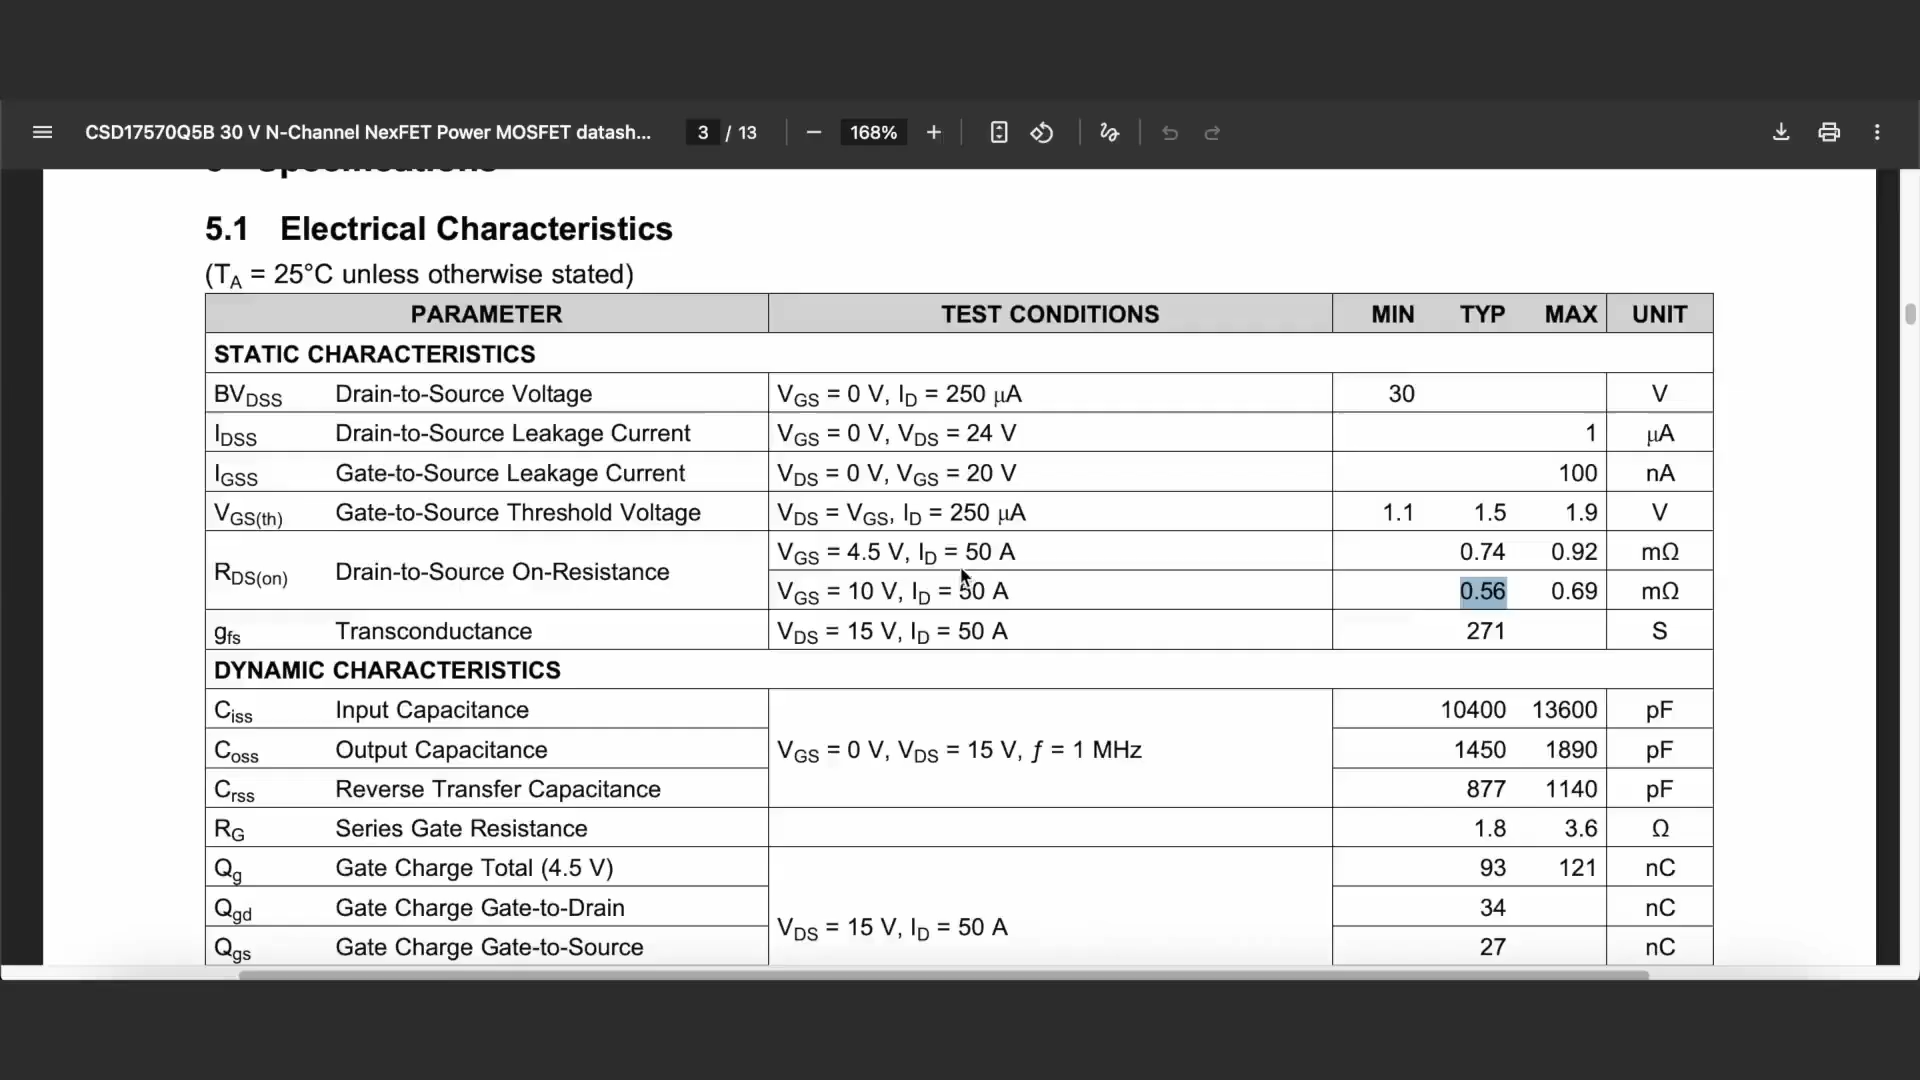 CSD17570Q5B 30 V N-Channel NexFET Power MOSFET datash... 3 / 13 168%
5.1 Electrical Characteristics
(TA = 25°C unless otherwise stated)
PARAMETER TEST CONDITIONS MIN TYP MAX UNIT
STATIC CHARACTERISTICS
BVDSS Drain-to-Source Voltage VGS = 0 V, ID = 250 μA 30 V
IDSS Drain-to-Source Leakage Current VGS = 0 V, VDS = 24 V 1 μA
IGSS Gate-to-Source Leakage Current VDS = 0 V, VGS = 20 V 100 nA
VGS(th) Gate-to-Source Threshold Voltage VDS = VGS, ID = 250 μA 1.1 1.5 1.9 V
RDS(on) Drain-to-Source On-Resistance VGS = 4.5 V, ID = 50 A 0.74 0.92 mΩ
VGS = 10 V, ID = 50 A 0.56 0.69 mΩ
gfs Transconductance VDS = 15 V, ID = 50 A 271 S
DYNAMIC CHARACTERISTICS
Ciss Input Capacitance 10400 13600 pF
Coss Output Capacitance VGS = 0 V, VDS = 15 V, ƒ = 1 MHz 1450 1890 pF
Crss Reverse Transfer Capacitance 877 1140 pF
RG Series Gate Resistance 1.8 3.6 Ω
Qg Gate Charge Total (4.5 V) 93 121 nC
Qgd Gate Charge Gate-to-Drain VDS = 15 V, ID = 50 A 34 nC
Qgs Gate Charge Gate-to-Source 27 nC